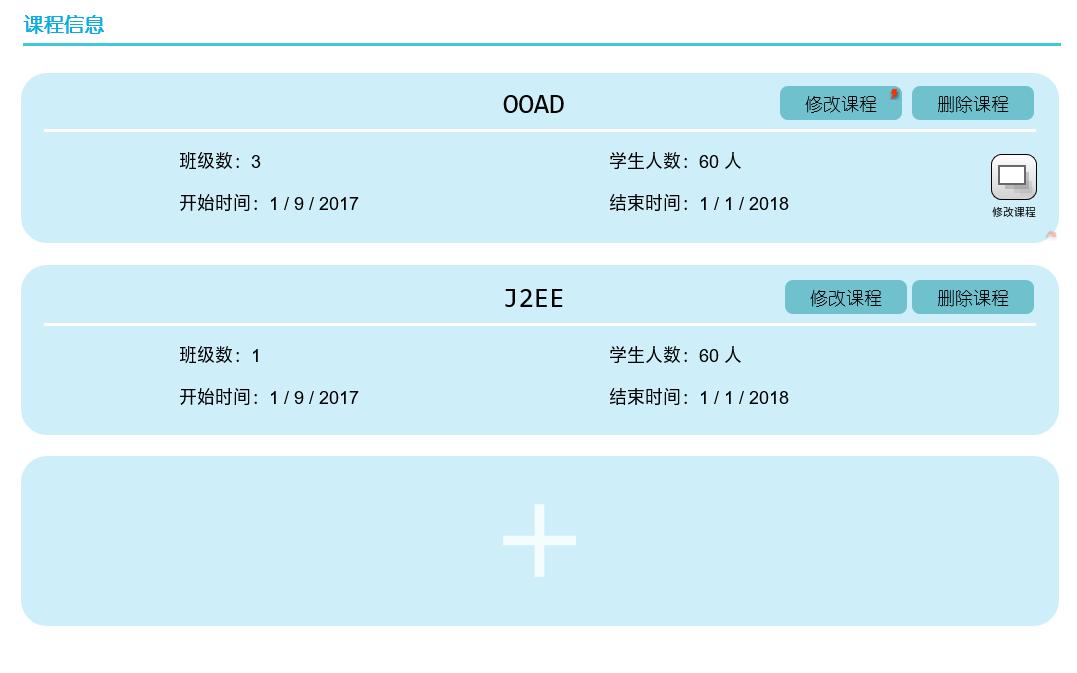 课程信息
OOAD
修改课程
删除课程
班级数：3
学生人数：60 人
开始时间：1 / 9 / 2017
结束时间：1 / 1 / 2018
修改课程
J2EE
修改课程
删除课程
班级数：1
学生人数：60 人
开始时间：1 / 9 / 2017
结束时间：1 / 1 / 2018